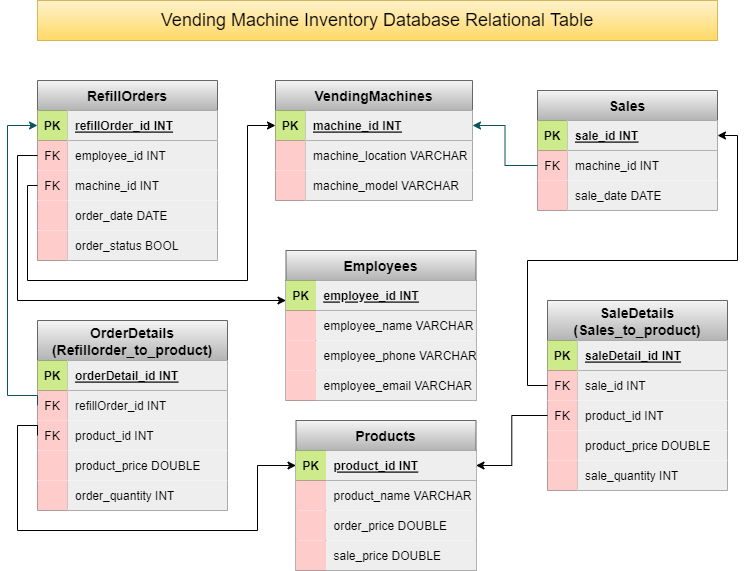 Vending Machine Inventory Database Relational Table
RefillOrders
PK refillOrder_id INT
FK employee_id INT
FK machine_id INT
order_date DATE
order_status BOOL
VendingMachines
PK machine_id INT
machine_location VARCHAR
machine_model VARCHAR
Sales
PK sale_id INT
FK machine_id INT
sale_date DATE
Employees
PK employee_id INT
employee_name VARCHAR
employee_phone VARCHAR
employee_email VARCHAR
OrderDetails
(Refillorder_to_product)
PK orderDetail_id INT
FK refillOrder_id INT
FK product_id INT
product_price DOUBLE
order_quantity INT
SaleDetails
(Sales_to_product)
PK saleDetail_id INT
FK sale_id INT
FK product_id INT
product_price DOUBLE
sale_quantity INT
Products
PK product_id INT
product_name VARCHAR
order_price DOUBLE
sale_price DOUBLE